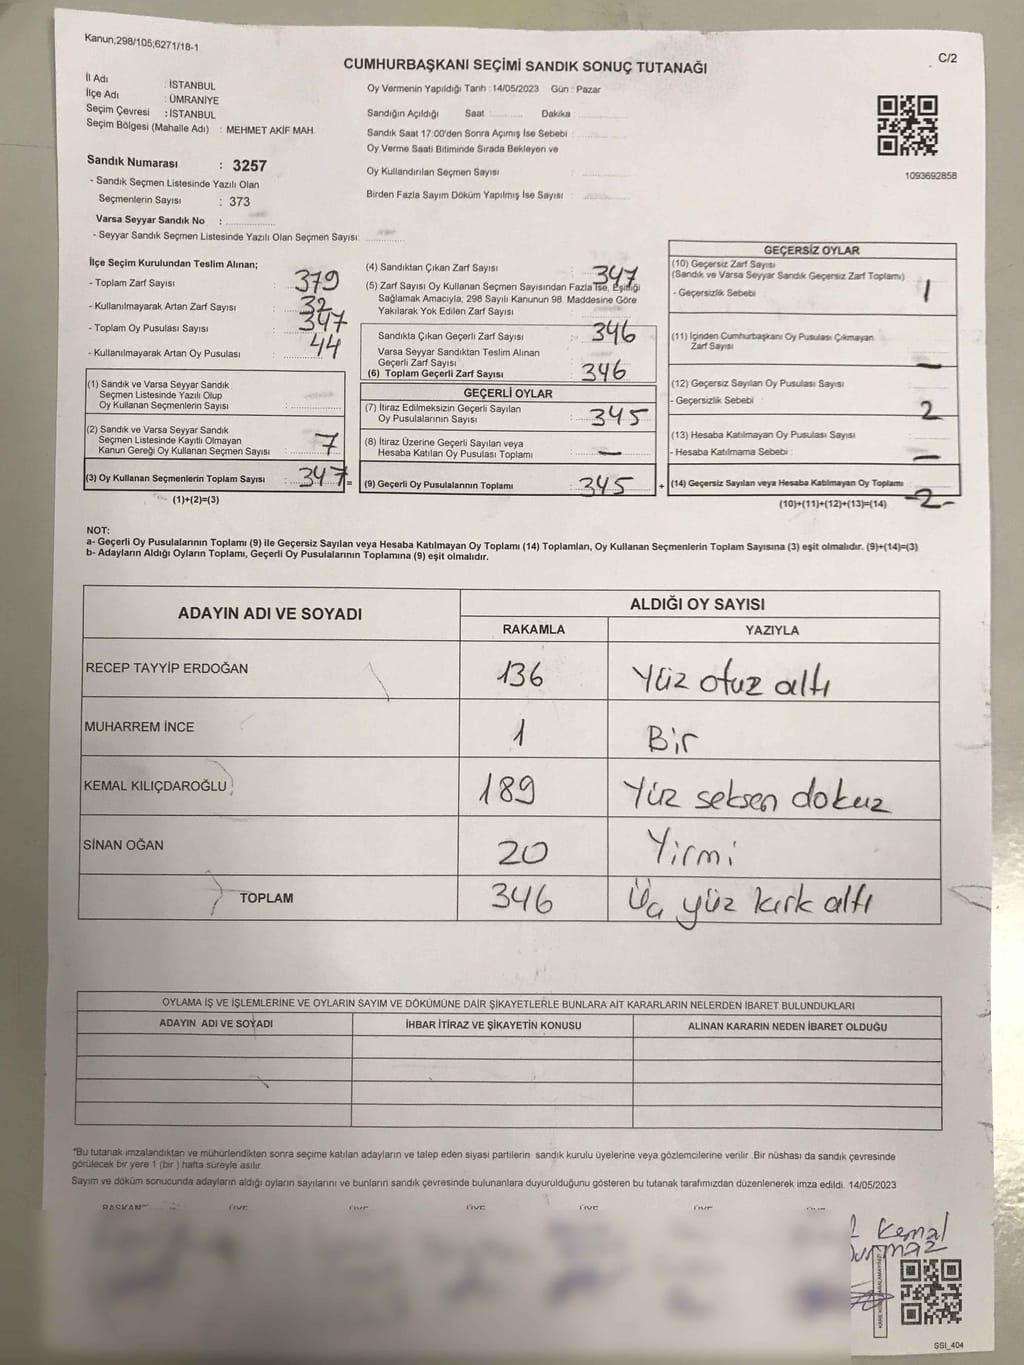 Kanun;298/105;6271/18-1
C/2
CUMHURBAŞKANI SEÇİMİ SANDIK SONUÇ TUTANAĞI
İl Adı : İSTANBUL
İlçe Adı : ÜMRANİYE
Seçim Çevresi : İSTANBUL
Seçim Bölgesi (Mahalle Adı) : MEHMET AKİF MAH.
Sandık Numarası : 3257
- Sandık Seçmen Listesinde Yazılı Olan
Seçmenlerin Sayısı : 373
Varsa Seyyar Sandık No :
- Seyyar Sandık Seçmen Listesinde Yazılı Olan Seçmen Sayısı:
Oy Vermenin Yapıldığı Tarih : 14/05/2023 Gün : Pazar
Sandığın Açıldığı Saat Dakika
Sandık Saat 17:00'den Sonra Açımış İse Sebebi :
Oy Verme Saati Bitiminde Sırada Bekleyen ve
Oy Kullandırılan Seçmen Sayısı :
Birden Fazla Sayım Döküm Yapılmış İse Sayısı :
1093692858
İlçe Seçim Kurulundan Teslim Alınan;
- Toplam Zarf Sayısı : 379
- Kullanılmayarak Artan Zarf Sayısı : 32
- Toplam Oy Pusulası Sayısı : 347
- Kullanılmayarak Artan Oy Pusulası : 44
(1) Sandık ve Varsa Seyyar Sandık
Seçmen Listesinde Yazılı Olup
Oy Kullanan Seçmenlerin Sayısı :
(2) Sandık ve Varsa Seyyar Sandık
Seçmen Listesinde Kayıtlı Olmayan
Kanun Gereği Oy Kullanan Seçmen Sayısı : 7
(3) Oy Kullanan Seçmenlerin Toplam Sayısı : 347 =
(1)+(2)=(3)
(4) Sandıktan Çıkan Zarf Sayısı : 347
(5) Zarf Sayısı Oy Kullanan Seçmen Sayısından Fazla İse, Eşitliği
Sağlamak Amacıyla; 298 Sayılı Kanunun 98. Maddesine Göre
Yakılarak Yok Edilen Zarf Sayısı :
Sandıkta Çıkan Geçerli Zarf Sayısı : 346
Varsa Seyyar Sandıktan Teslim Alınan
Geçerli Zarf Sayısı
(6) Toplam Geçerli Zarf Sayısı : 346
GEÇERLİ OYLAR
(7) İtiraz Edilmeksizin Geçerli Sayılan
Oy Pusulalarının Sayısı : 345
(8) İtiraz Üzerine Geçerli Sayılan veya
Hesaba Katılan Oy Pusulası Toplamı : —
(9) Geçerli Oy Pusulalarının Toplamı : 345 +
GEÇERSİZ OYLAR
(10) Geçersiz Zarf Sayısı
(Sandık ve Varsa Seyyar Sandık Geçersiz Zarf Toplamı)
- Geçersizlik Sebebi : 1
(11) İçinden Cumhurbaşkanı Oy Pusulası Çıkmayan
Zarf Sayısı —
(12) Geçersiz Sayılan Oy Pusulası Sayısı
- Geçersizlik Sebebi : 2
(13) Hesaba Katılmayan Oy Pusulası Sayısı
- Hesaba Katılmama Sebebi : —
(14) Geçersiz Sayılan veya Hesaba Katılmayan Oy Toplamı -2-
(10)+(11)+(12)+(13)=(14)
NOT:
a- Geçerli Oy Pusulalarının Toplamı (9) ile Geçersiz Sayılan veya Hesaba Katılmayan Oy Toplamı (14) Toplamları, Oy Kullanan Seçmenlerin Toplam Sayısına (3) eşit olmalıdır. (9)+(14)=(3)
b- Adayların Aldığı Oyların Toplamı, Geçerli Oy Pusulalarının Toplamına (9) eşit olmalıdır.
ADAYIN ADI VE SOYADI
ALDIĞI OY SAYISI
RAKAMLA YAZIYLA
RECEP TAYYİP ERDOĞAN 136 Yüz otuz altı
MUHARREM İNCE 1 Bir
KEMAL KILIÇDAROĞLU 189 Yüz seksen dokuz
SİNAN OĞAN 20 Yirmi
TOPLAM 346 Üç yüz kırk altı
OYLAMA İŞ VE İŞLEMLERİNE VE OYLARIN SAYIM VE DÖKÜMÜNE DAİR ŞİKAYETLERLE BUNLARA AİT KARARLARIN NELERDEN İBARET BULUNDUKLARI
ADAYIN ADI VE SOYADI İHBAR İTİRAZ VE ŞİKAYETİN KONUSU ALINAN KARARIN NEDEN İBARET OLDUĞU
*Bu tutanak imzalandıktan ve mühürlendikten sonra seçime katılan adayların ve talep eden siyasi partilerin sandık kurulu üyelerine veya gözlemcilerine verilir .Bir nüshası da sandık çevresinde
görülecek bir yere 1 (bir ) hafta süreyle asılır.
Sayım ve döküm sonucunda adayların aldığı oyların sayılarını ve bunların sandık çevresinde bulunanlara duyurulduğunu gösteren bu tutanak tarafımızdan düzenlenerek imza edildi. 14/05/2023
BAŞKAN ÜYE ÜYE ÜYE ÜYE ÜYE ÜYE
Kemal
SSI_404